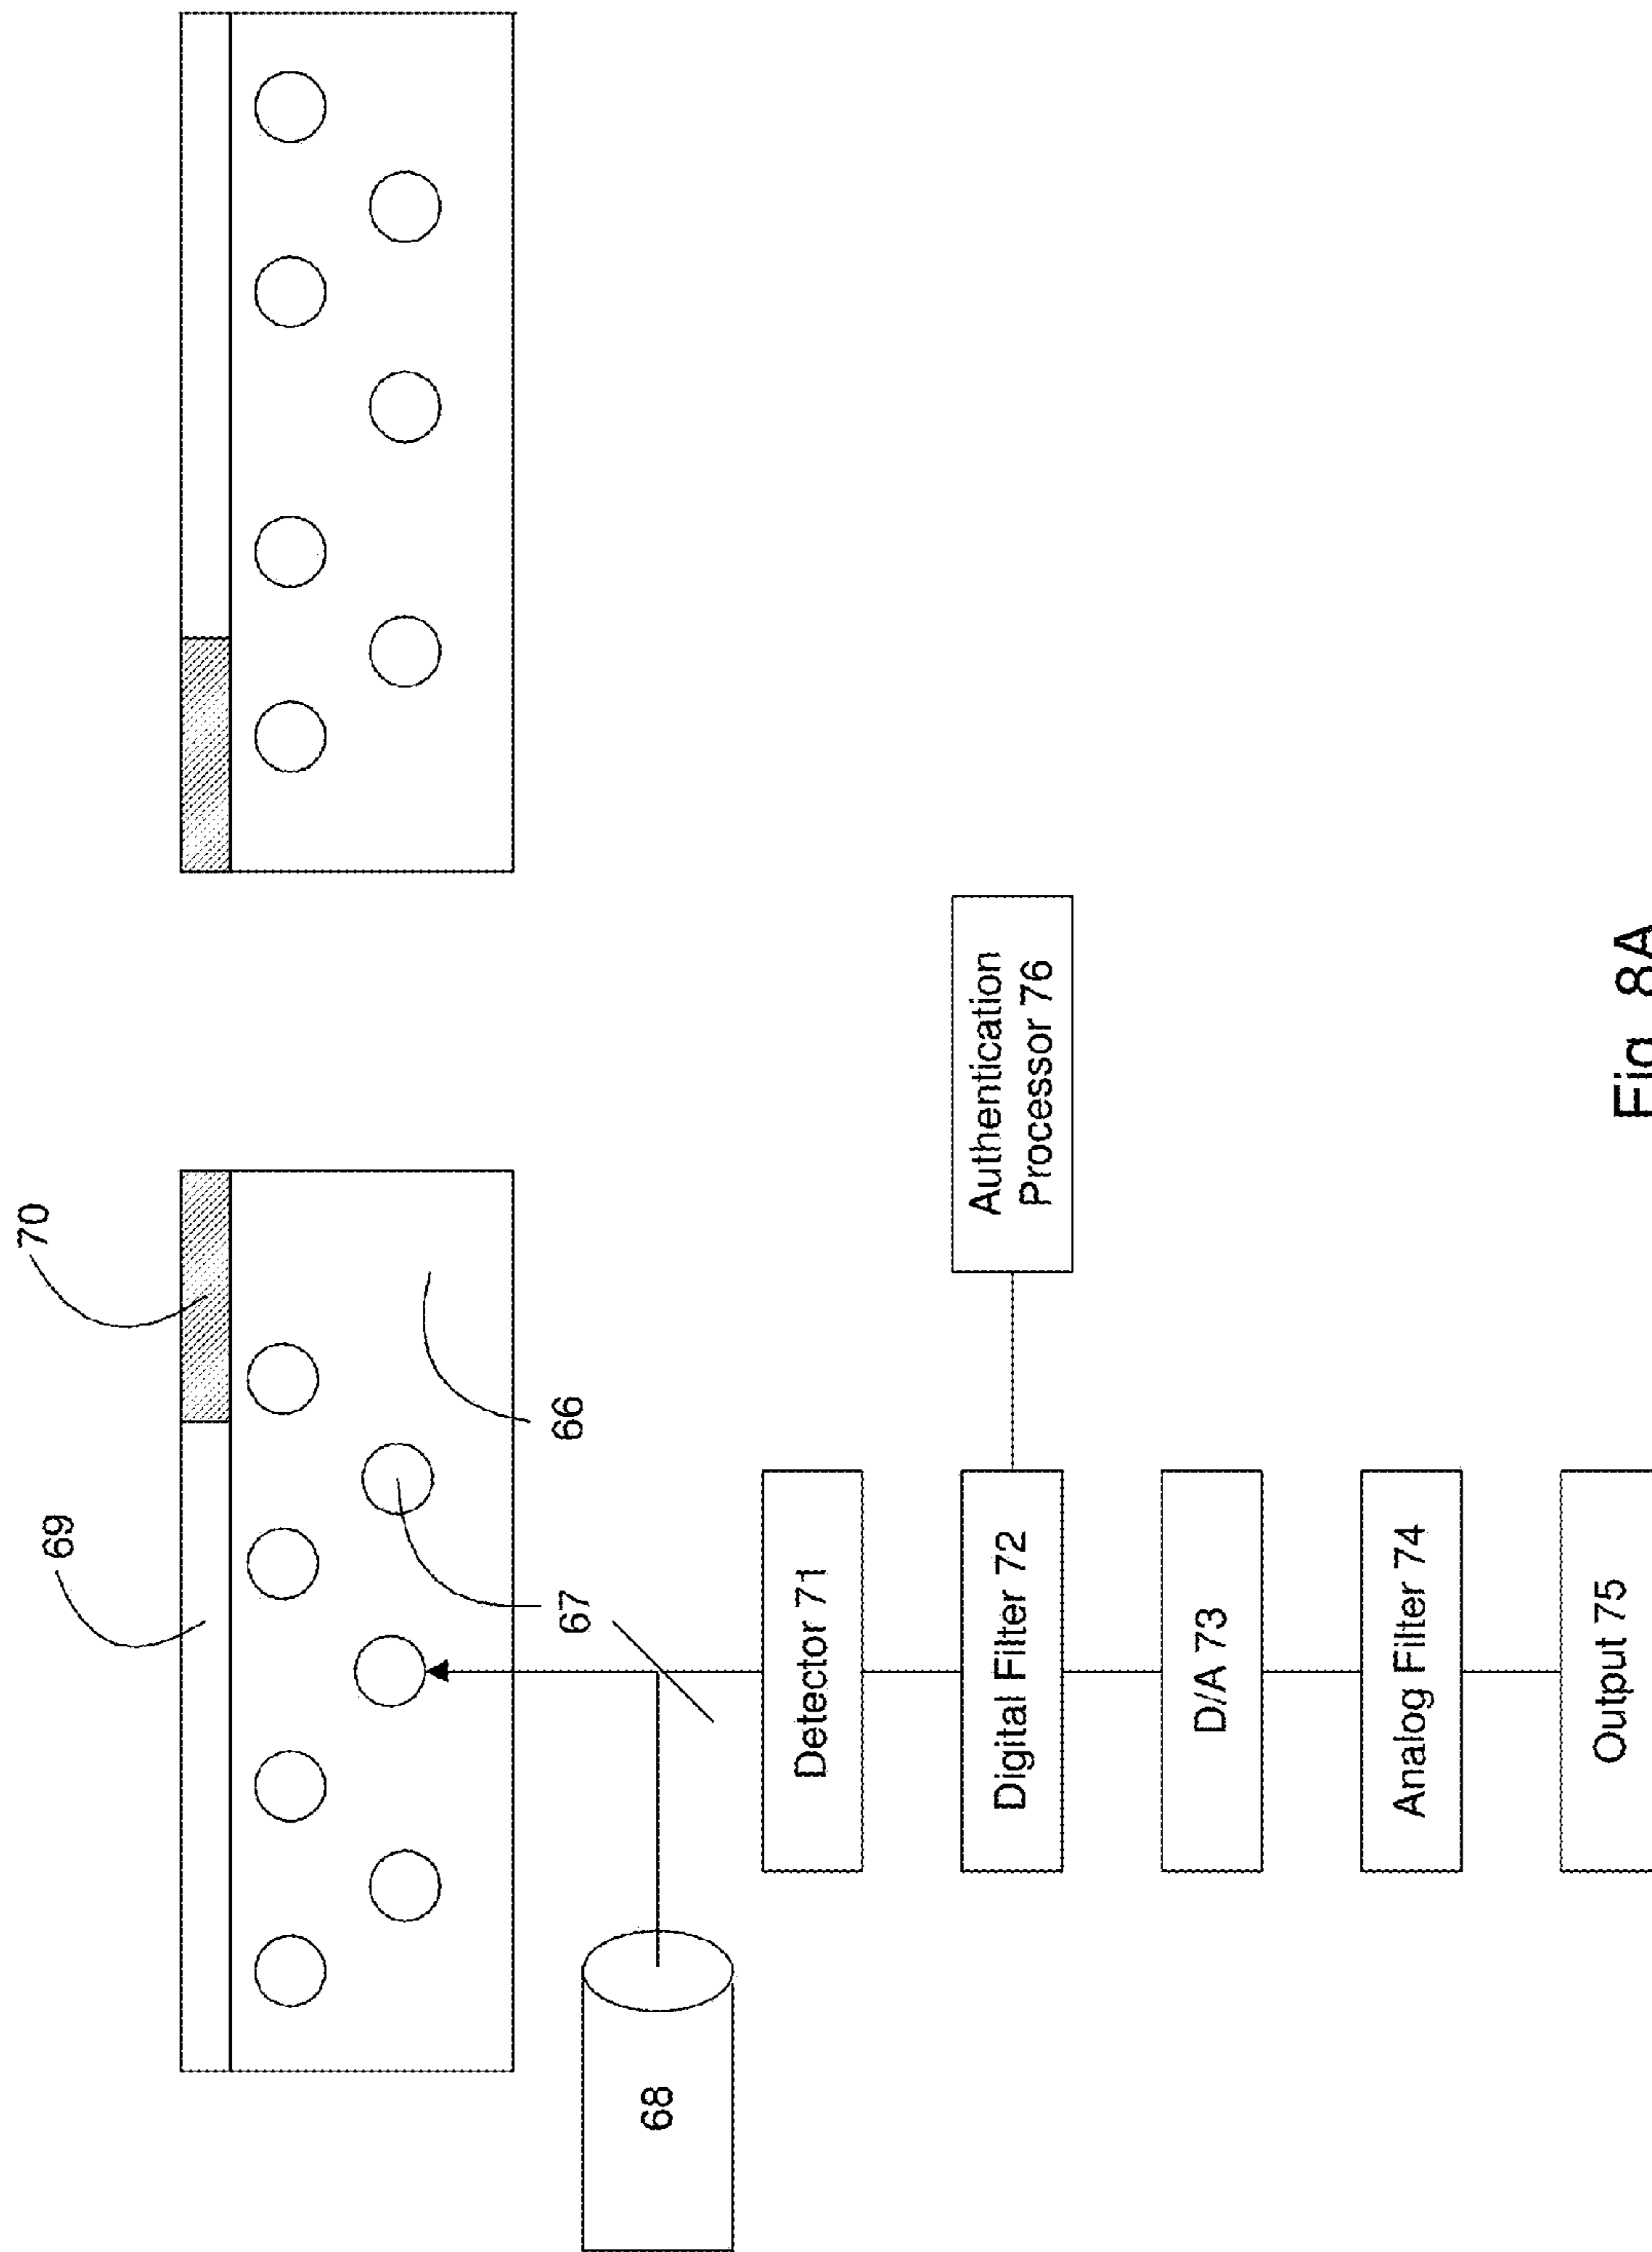 70
69
66
67
68
Detector 71
Digital Filter 72
Authentication
Processor 76
D/A 73
Analog Filter 74
Output 75
Fig. 8A